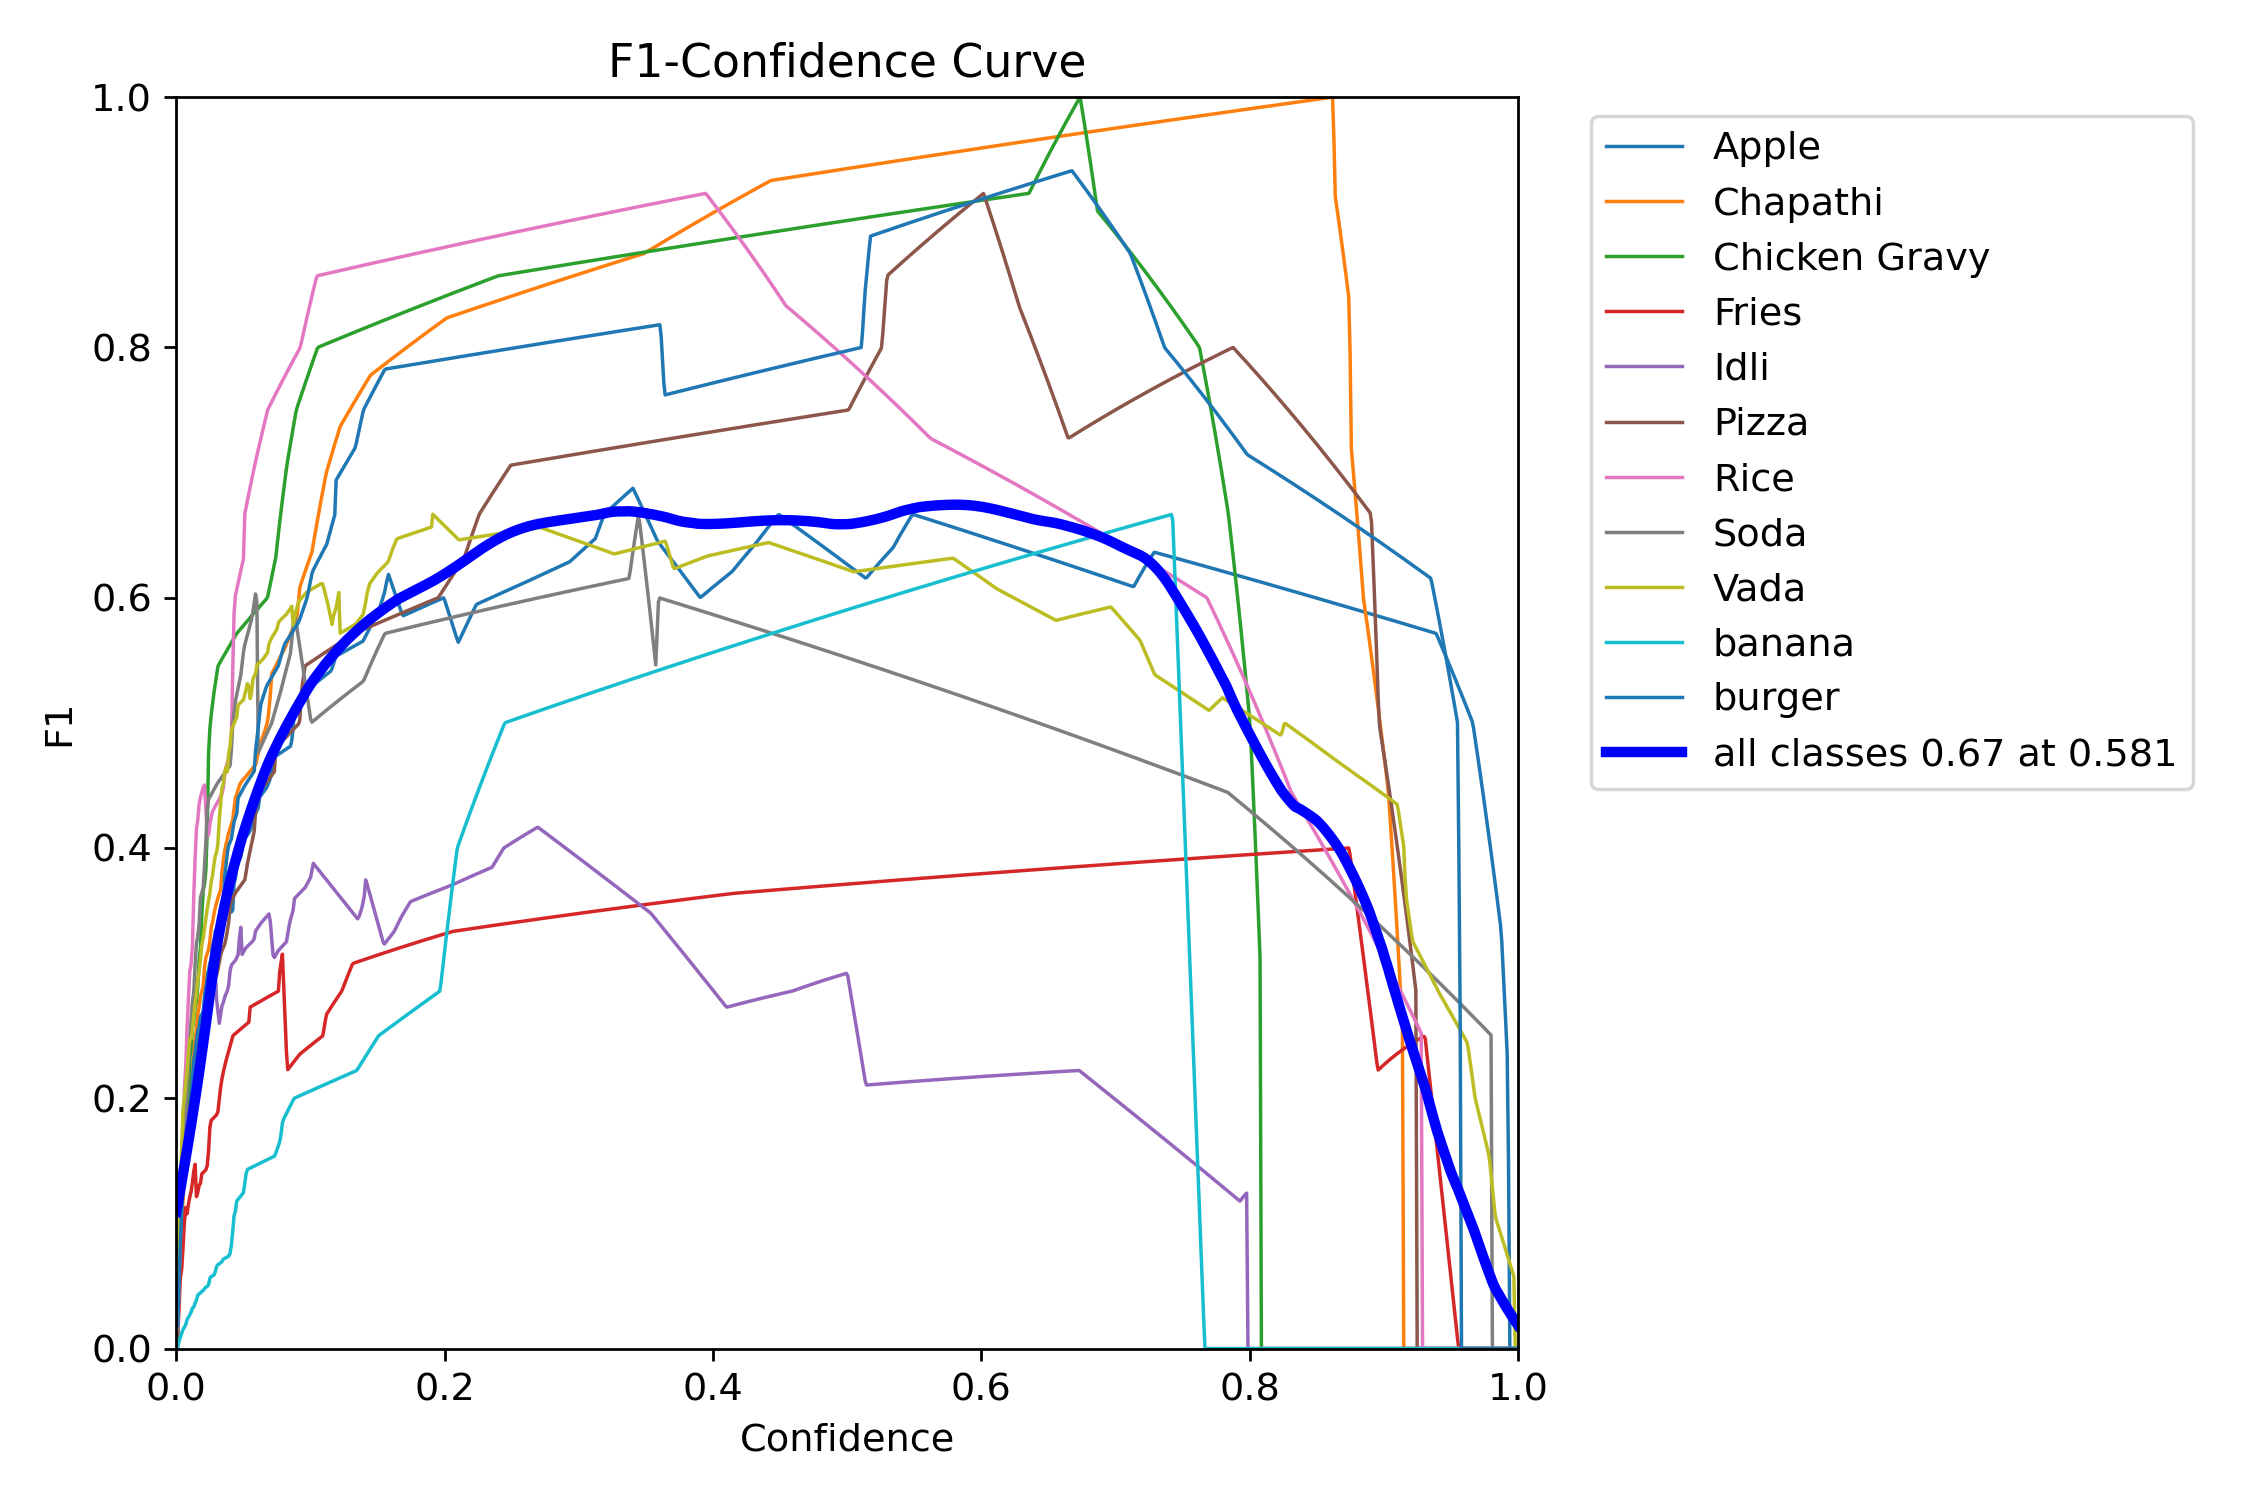 F1-Confidence Curve
1.0
0.8
0.6
0.4
0.2
0.0
F1
0.0 0.2 0.4 0.6 0.8 1.0
Confidence
Apple
Chapathi
Chicken Gravy
Fries
Idli
Pizza
Rice
Soda
Vada
banana
burger
all classes 0.67 at 0.581